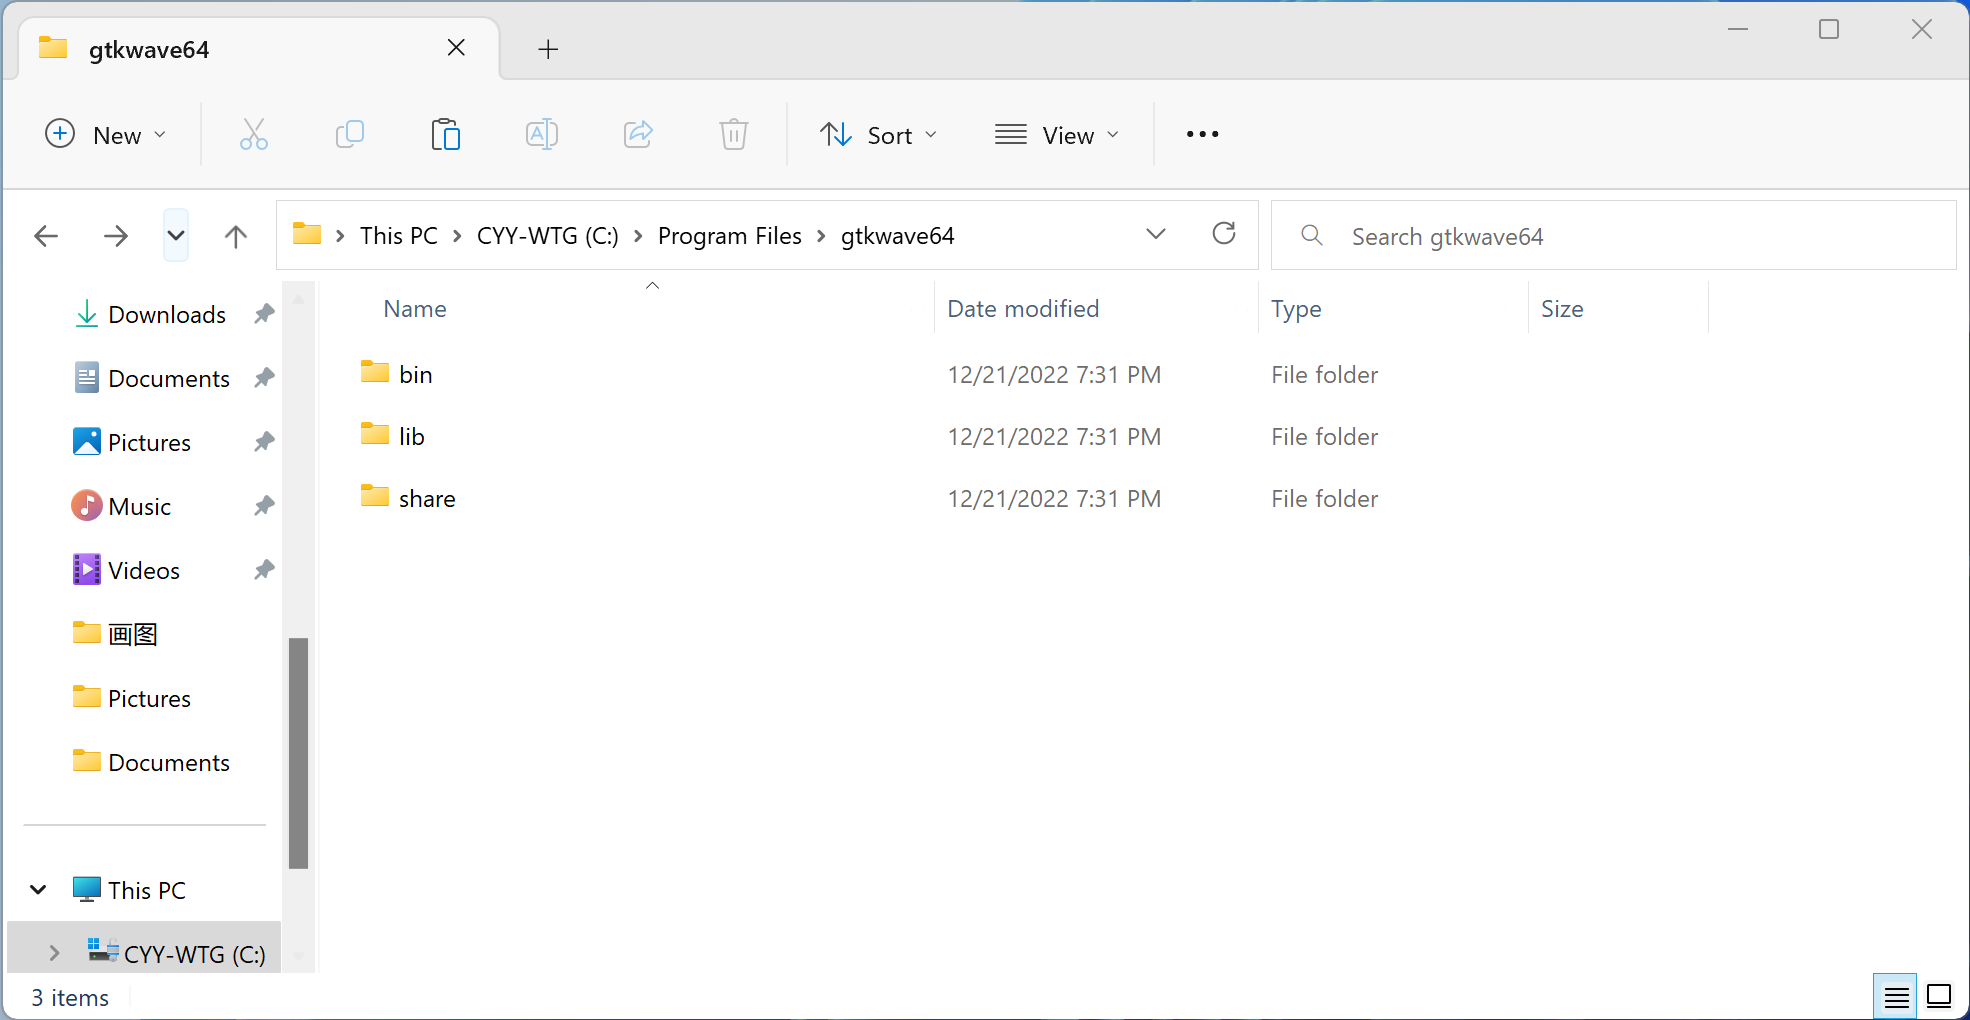 gtkwave64
New
Sort
View
This PC > CYY-WTG (C:) > Program Files > gtkwave64
Search gtkwave64
Downloads
Documents
Pictures
Music
Videos
画图
Pictures
Documents
This PC
CYY-WTG (C:)
Name Date modified Type Size
bin 12/21/2022 7:31 PM File folder
lib 12/21/2022 7:31 PM File folder
share 12/21/2022 7:31 PM File folder
3 items